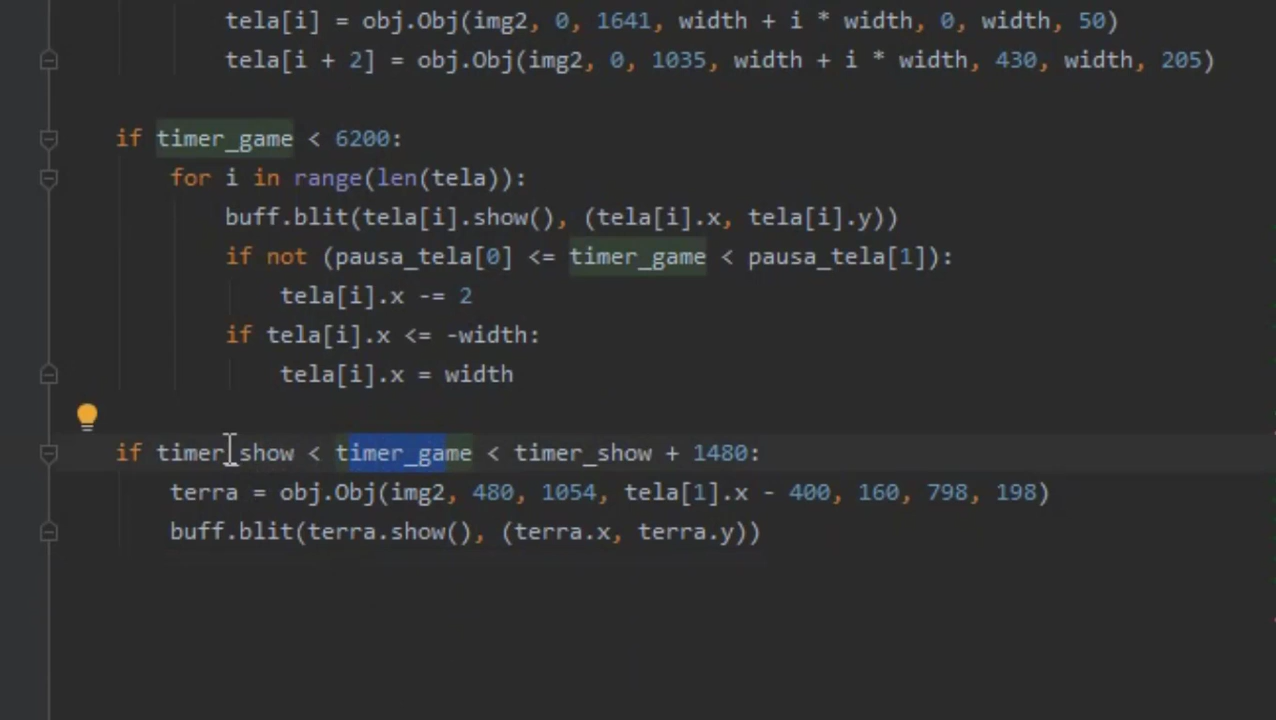 tela[i] = obj.Obj(img2, 0, 1641, width + i * width, 0, width, 50)
tela[i + 2] = obj.Obj(img2, 0, 1035, width + i * width, 430, width, 205)
if timer_game < 6200:
for i in range(len(tela)):
buff.blit(tela[i].show(), (tela[i].x, tela[i].y))
if not (pausa_tela[0] <= timer_game < pausa_tela[1]):
tela[i].x -= 2
if tela[i].x <= -width:
tela[i].x = width
if timer_show < timer_game < timer_show + 1480:
terra = obj.Obj(img2, 480, 1054, tela[1].x - 400, 160, 798, 198)
buff.blit(terra.show(), (terra.x, terra.y))